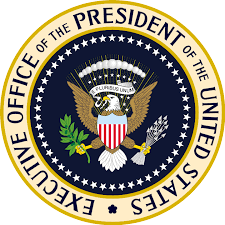 EXECUTIVE OFFICE OF THE PRESIDENT OF THE UNITED STATES
E PLURIBUS UNUM